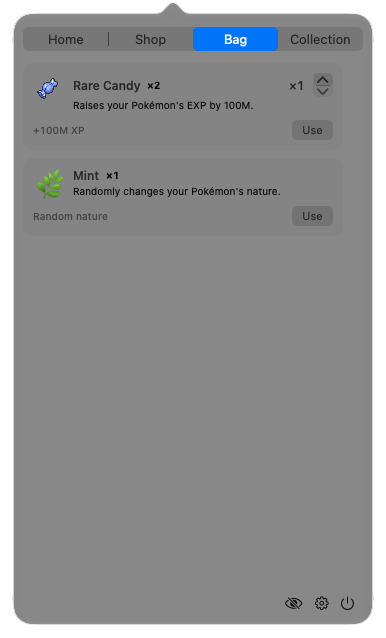 Home
Shop
Bag
Collection
Rare Candy ×2
×1
Raises your Pokémon's EXP by 100M.
+100M XP
Use
Mint ×1
Randomly changes your Pokémon's nature.
Random nature
Use